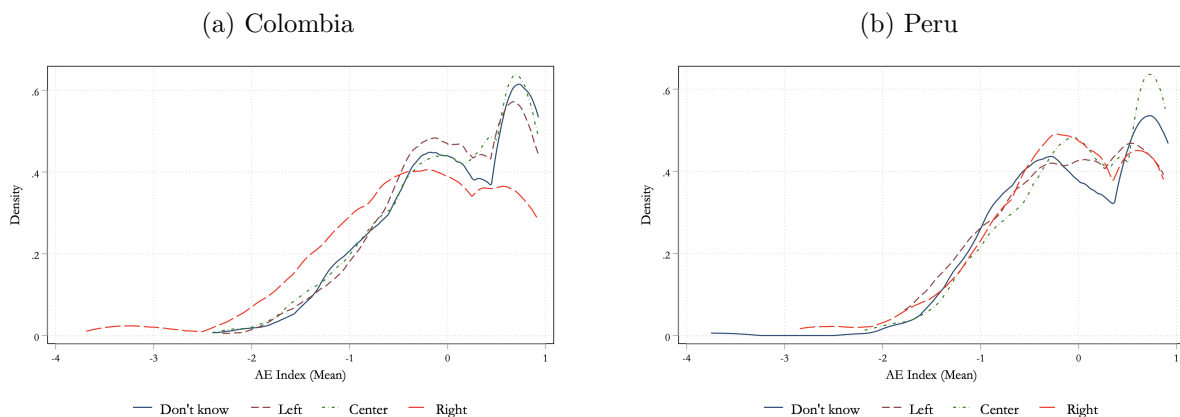 (a) Colombia
.6
.4
.2
0
Density
-4 -3 -2 -1 0 1
AE Index (Mean)
Don't know Left Center Right
(b) Peru
.6
.4
.2
0
Density
-4 -3 -2 -1 0 1
AE Index (Mean)
Don't know Left Center Right